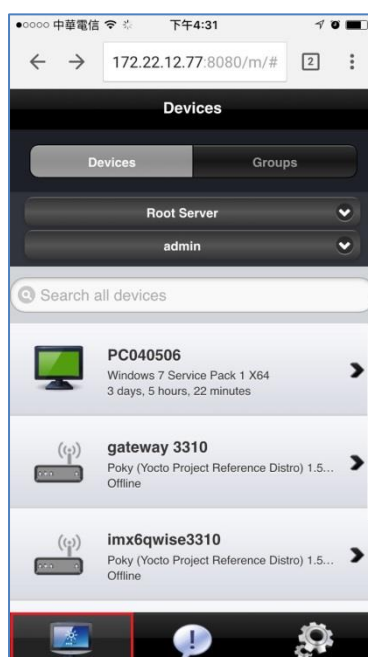 中華電信 下午4:31
172.22.12.77:8080/m/# 2
Devices
Devices Groups
Root Server
admin
Search all devices
PC040506
Windows 7 Service Pack 1 X64
3 days, 5 hours, 22 minutes
gateway 3310
Poky (Yocto Project Reference Distro) 1.5...
Offline
imx6qwise3310
Poky (Yocto Project Reference Distro) 1.5...
Offline